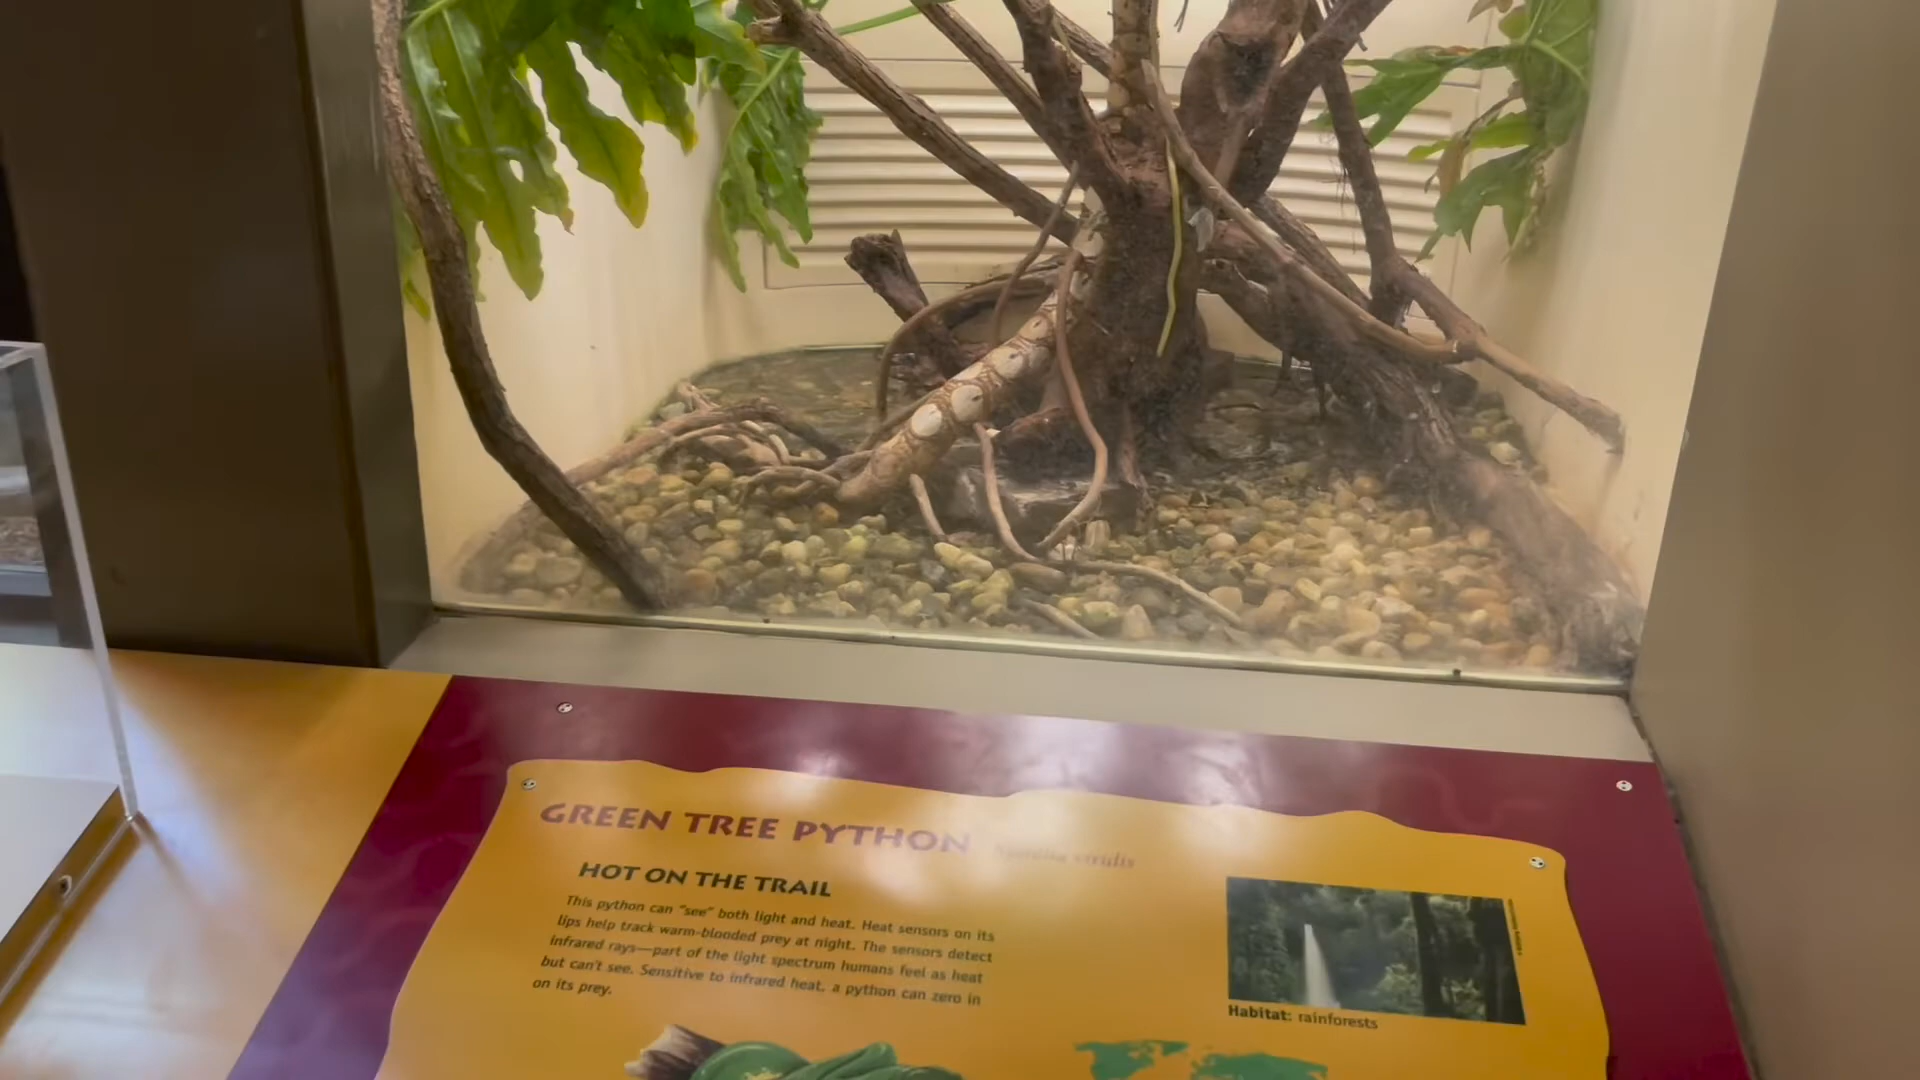 GREEN TREE PYTHON
HOT ON THE TRAIL
This python can "see" both light and heat. Heat sensors on its
lips help track warm-blooded prey at night. The sensors detect
infrared rays—part of the light spectrum humans feel as heat
but can't see. Sensitive to infrared heat, a python can zero in
on its prey.
Habitat: rainforests